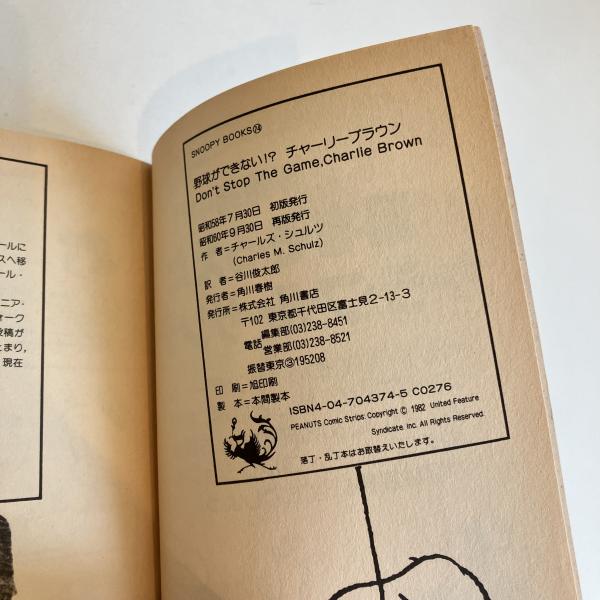 ールに
スへ移
ール・
ニア・
ォーク
投稿が
とまり,
現在
SNOOPY BOOKS㉔
野球ができない!? チャーリーブラウン
Don't Stop The Game,Charlie Brown
昭和58年7月30日 初版発行
昭和60年9月30日 再版発行
作 者=チャールズ・シュルツ
(Charles M. Schulz)
訳 者=谷川俊太郎
発行者=角川春樹
発行所=株式会社 角川書店
〒102 東京都千代田区富士見2-13-3
電話 編集部(03)238-8451
営業部(03)238-8521
振替東京③195208
印 刷=旭印刷
製 本=本間製本
ISBN4-04-704374-5 C0276
PEANUTS Comic Strips: Copyright © 1982 United Feature
Syndicate Inc. All Rights Reserved.
落丁・乱丁本はお取替えいたします。